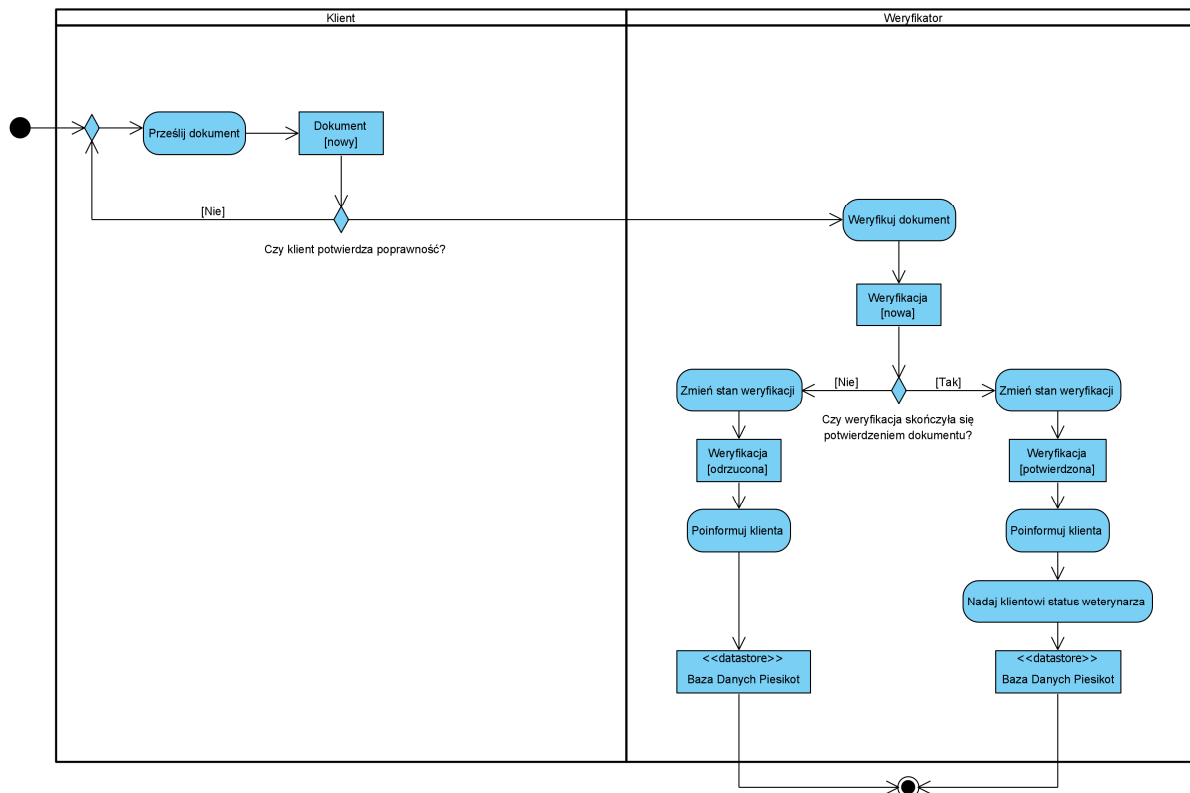 Klient
Weryfikator
Prześlij dokument
Dokument
[nowy]
[Nie]
Czy klient potwierdza poprawność?
Weryfikuj dokument
Weryfikacja
[nowa]
Zmień stan weryfikacji
[Nie]
[Tak]
Zmień stan weryfikacji
Czy weryfikacja skończyła się
potwierdzeniem dokumentu?
Weryfikacja
[odrzucona]
Weryfikacja
[potwierdzona]
Poinformuj klienta
Poinformuj klienta
Nadaj klientowi status weterynarza
<<datastore>>
Baza Danych Piesikot
<<datastore>>
Baza Danych Piesikot